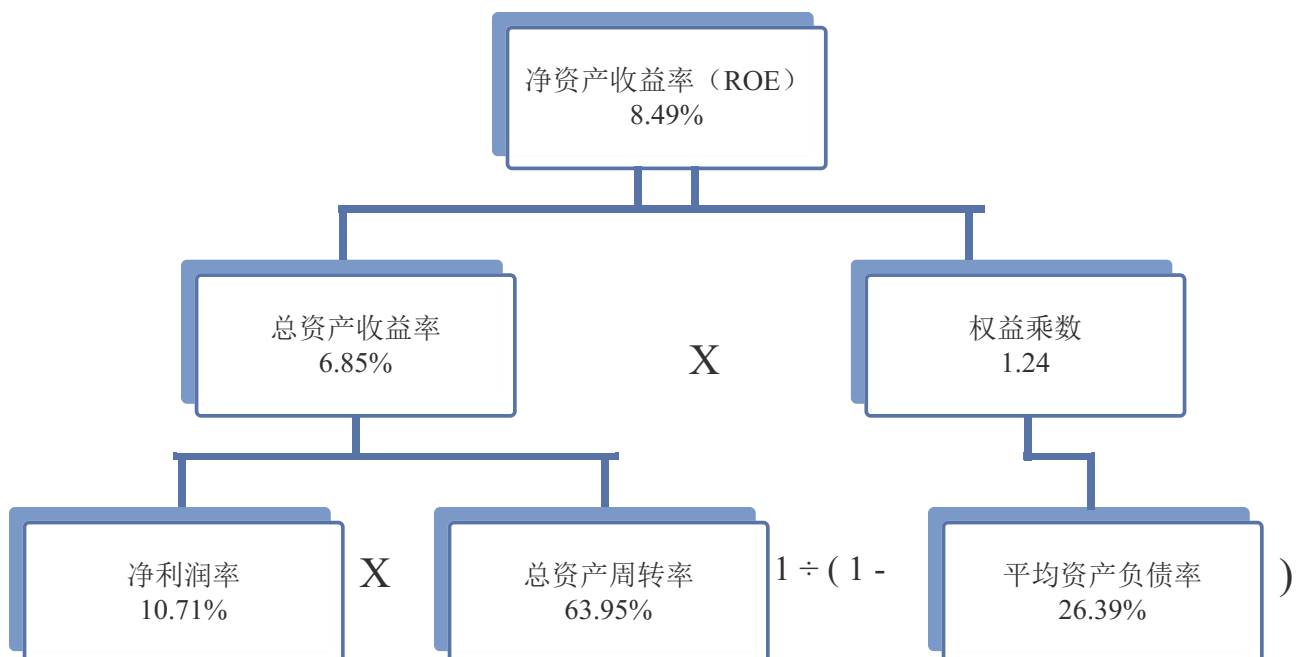 净资产收益率（ROE）
8.49%
总资产收益率
6.85%
X
权益乘数
1.24
净利润率
10.71%
X
总资产周转率
63.95%
1 ÷ ( 1 -
平均资产负债率
26.39%
)